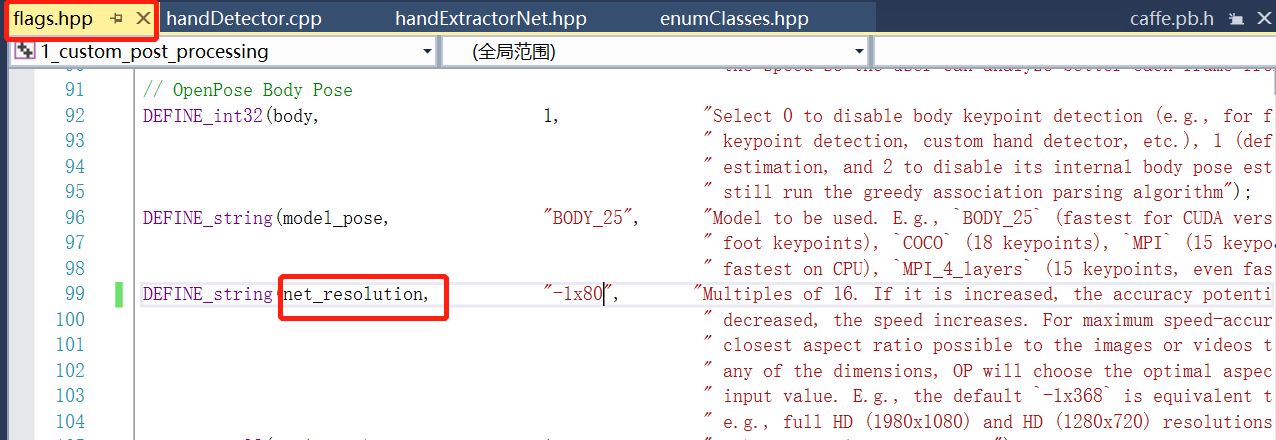 flags.hpp handDetector.cpp handExtractorNet.hpp enumClasses.hpp caffe.pb.h
1_custom_post_processing (全局范围)
91 // OpenPose Body Pose
92 DEFINE_int32(body, 1, "Select 0 to disable body keypoint detection (e.g., for f
93 " keypoint detection, custom hand detector, etc.), 1 (def
94 " estimation, and 2 to disable its internal body pose est
95 " still run the greedy association parsing algorithm");
96 DEFINE_string(model_pose, "BODY_25", "Model to be used. E.g., `BODY_25` (fastest for CUDA vers
97 " foot keypoints), `COCO` (18 keypoints), `MPI` (15 keypo
98 " fastest on CPU), `MPI_4_layers` (15 keypoints, even fas
99 DEFINE_string(net_resolution, "-1x80", "Multiples of 16. If it is increased, the accuracy potenti
100 " decreased, the speed increases. For maximum speed-accur
101 " closest aspect ratio possible to the images or videos t
102 " any of the dimensions, OP will choose the optimal aspec
103 " input value. E.g., the default `-1x368` is equivalent t
104 " e.g., full HD (1980x1080) and HD (1280x720) resolutions